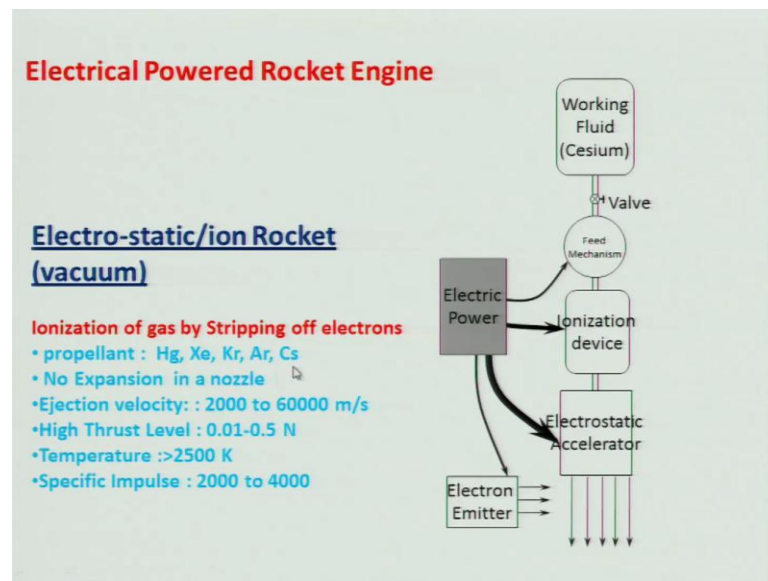 Electrical Powered Rocket Engine
Electro-static/ion Rocket
(vacuum)
Ionization of gas by Stripping off electrons
• propellant : Hg, Xe, Kr, Ar, Cs
• No Expansion in a nozzle
•Ejection velocity: : 2000 to 60000 m/s
•High Thrust Level : 0.01-0.5 N
•Temperature :>2500 K
•Specific Impulse : 2000 to 4000
Working
Fluid
(Cesium)
Valve
Feed
Mechanism
Electric
Power
Ionization
device
Electrostatic
Accelerator
Electron
Emitter